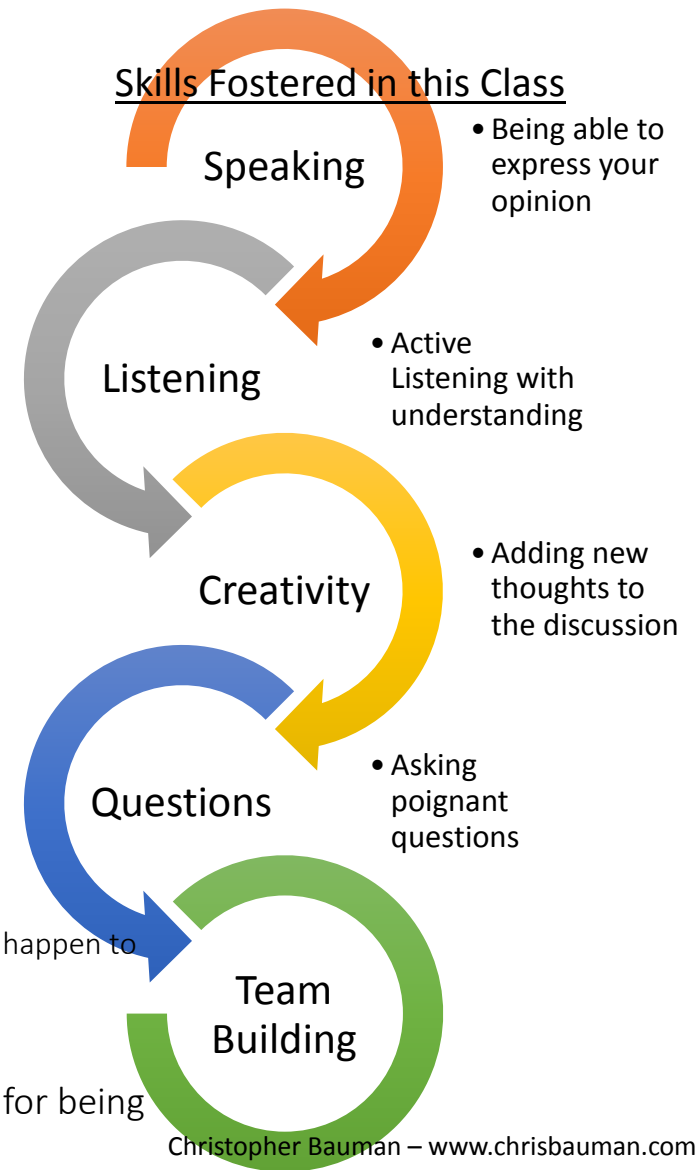 Skills Fostered in this Class
Speaking
• Being able to
express your
opinion
Listening
• Active
Listening with
understanding
Creativity
• Adding new
thoughts to
the discussion
Questions
• Asking
poignant
questions
happen to
Team
Building
for being
Christopher Bauman – www.chrisbauman.com